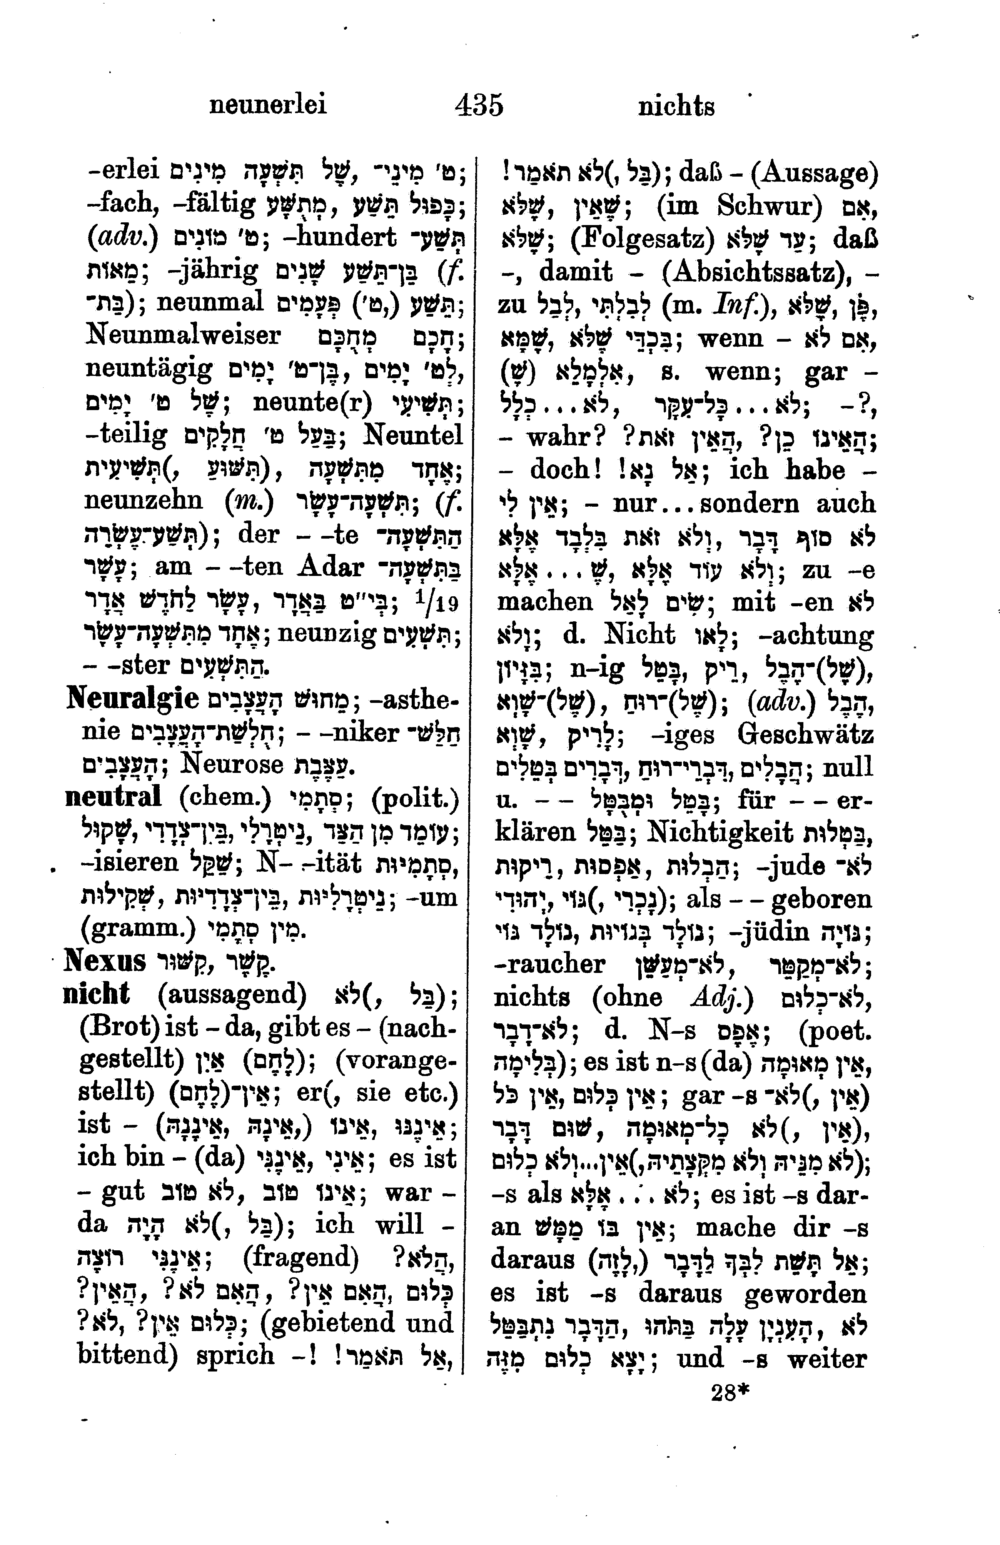 neunerlei 435 nichts
-erlei ט' מִינֵי־, שֶׁל תִּשְׁעָה מִינִים;
-fach, -fältig כָּפוּל תֵּשַׁע, מְתֻשָּׁע;
(adv.) ט' מוֹנִים; -hundert תְּשַׁע־
מֵאוֹת; -jährig בֶּן־תֵּשַׁע שָׁנִים (f.
בַּת־); neunmal תֵּשַׁע (ט',) פְּעָמִים;
Neunmalweiser חָכָם מְחֻכָּם;
neuntägig בֶּן־ט' יָמִים, לְט' יָמִים,
שֶׁל ט' יָמִים; neunte(r) תְּשִׁיעִי;
-teilig בַּעַל ט' חֲלָקִים; Neuntel
אֶחָד מִתִּשְׁעָה, (תִּשּׁוּעַ,) תְּשִׁיעִית;
neunzehn (m.) תִּשְׁעָה־עָשָׂר; (f.
תְּשַׁע־עֶשְׂרֵה); der - -te הַתִּשְׁעָה־
עָשָׂר; am - -ten Adar בַּתִּשְׁעָה־
עָשָׂר לְחֹדֶשׁ אֲדָר, בְּי"ט בַּאֲדָר; 1/19
אֶחָד מִתִּשְׁעָה־עָשָׂר; neunzig תִּשְׁעִים;
- -ster הַתִּשְׁעִים.
Neuralgie מַחוּשׁ הָעֲצַבִּים; -asthe-
nie חֻלְשַׁת־הָעֲצַבִּים; - -niker חַלַּשׁ־
הָעֲצַבִּים; Neurose עַצֶּבֶת.
neutral (chem.) סְתָמִי; (polit.)
עוֹמֵד מִן הַצַּד, נֵיטְרָלִי, בֵּין־צְדָדִי, שָׁקוּל;
-isieren שַׁקֵּל; N- -ität סְתָמִיּוּת,
נֵיטְרָלִיּוּת, בֵּין־צְדָדִיּוּת, שְׁקִילוּת; -um
(gramm.) מִין סְתָמִי.
Nexus קֶשֶׁר, קִשּׁוּר.
nicht (aussagend) לֹא (, בַּל);
(Brot) ist - da, gibt es - (nach-
gestellt) (לֶחֶם) אַיִן; (vorange-
stellt) אֵין־(לֶחֶם); er(, sie etc.)
ist - אֵינֶנּוּ, אֵינוֹ (,אֵינָהּ, אֵינֶנָּה);
ich bin - (da) אֵינִי, אֵינֶנִּי; es ist
- gut אֵינוֹ טוֹב, לֹא טוֹב; war -
da לֹא (, בַּל) הָיָה; ich will -
אֵינֶנִּי רוֹצֶה; (fragend) הֲלֹא?,
הַאֵין?, הַאִם לֹא?, הַאִם אֵין?, כְּלוּם
לֹא?, כְּלוּם אֵין?; (gebietend und
bittend) sprich -! אַל תֹּאמַר!,
(בַּל,) לֹא תֹאמַר!; daß - (Aussage)
שֶׁאֵין, שֶׁלֹּא; (im Schwur) אִם,
שֶׁלֹּא; (Folgesatz) עַד שֶׁלֹּא; daß
-, damit - (Absichtssatz), -
zu לְבַל, לְבִלְתִּי (m. Inf.), פֶּן, שֶׁלֹּא,
בִּכְדֵי שֶׁלֹּא, שֶׁמָּא; wenn - אִם לֹא,
אִלְמָלֵא (שֶׁ), s. wenn; gar -
לֹא...כָּל־עִקָּר, לֹא...כְּלָל; -?,
- wahr? הַאֵינוֹ כֵן?, הַאֵין זֹאת?;
- doch! אַל נָא!; ich habe -
אֵין לִי; - nur...sondern auch
לֹא סוֹף דָּבָר, וְלֹא זֹאת בִּלְבַד אֶלָּא
שֶׁ, וְלֹא עוֹד אֶלָּא...אֶלָּא; zu -e
machen שִׂים לְאַל; mit -en לֹא
וָלֹא; d. Nicht לָאו; -achtung
בִּזָּיוֹן; n-ig בָּטֵל, רֵיק, (שֶׁל)־הֶבֶל,
(שֶׁל)־רוּחַ, (שֶׁל)־שָׁוְא; (adv.) הֶבֶל,
שָׁוְא, לָרִיק; -iges Geschwätz
הֲבָלִים, דִּבְרֵי־רוּחַ, דְּבָרִים בְּטֵלִים; null
u. - - בָּטֵל וּמְבֻטָּל; für - - er-
klären בַּטֵּל; Nichtigkeit בַּטָּלוּת,
הַבְלוּת, אַפְסוּת, רֵיקוּת; -jude לֹא־
יְהוּדִי, (גּוֹי, נָכְרִי); als - - geboren
נוֹלָד בְּגוֹיוּת, נוֹלַד גּוֹי; -jüdin גּוֹיָה;
-raucher לֹא־מְעַשֵּׁן, לֹא־מְקַטֵּר;
nichts (ohne Adj.) לֹא־כְלוּם,
לֹא־דָבָר; d. N-s אֶפֶס; (poet.
בְּלִימָה); es ist n-s (da) אֵין מְאוּמָה,
אֵין כְּלוּם, אֵין כֹּל; gar -s לֹא־(, אֵין)
כָל־מְאוּמָה, שׁוּם דָּבָר לֹא (, אֵין),
וְלֹא כְלוּם...אֵין(,לֹא מִנֵּיהּ וְלֹא מִקְצָתֵיהּ);
-s als לֹא...אֶלָּא; es ist -s dar-
an אֵין בּוֹ מַמָּשׁ; mache dir -s
daraus אַל תָּשֵׁת לִבְּךָ לַדָּבָר (,לָזֶה);
es ist -s daraus geworden
הָעִנְיָן עָלָה בַתֹּהוּ, הַדָּבָר נִתְבַּטֵּל, לֹא
יָצָא כְלוּם מִזֶּה; und -s weiter
28*